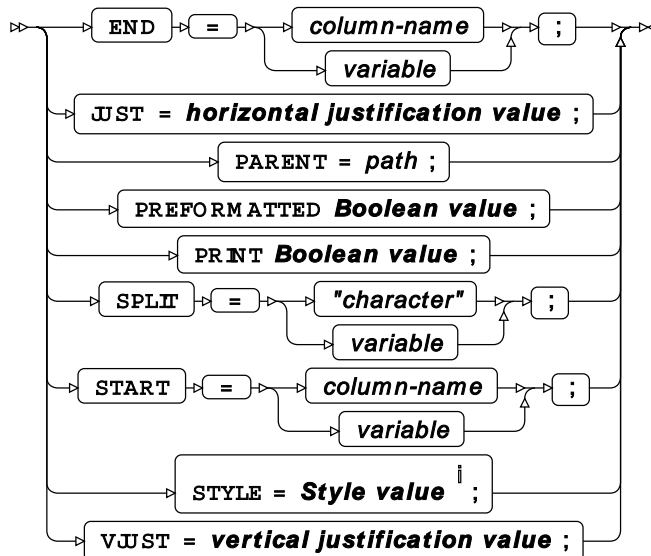 END = column-name ;
variable
JUST = horizontal justification value ;
PARENT = path ;
PREFORMATTED Boolean value ;
PRINT Boolean value ;
SPLIT = "character" ;
variable
START = column-name ;
variable
STYLE = Style value i ;
VJUST = vertical justification value ;